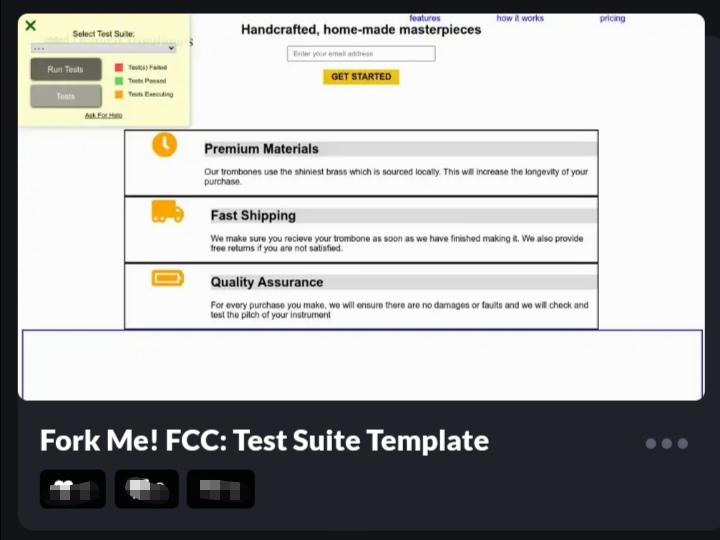 features
how it works
pricing
Handcrafted, home-made masterpieces
Select Test Suite:
- - -
s
Enter your email address
GET STARTED
Run Tests
Test(s) Failed
Tests Passed
Tests Executing
Tests
Ask For Help
Premium Materials
Our trombones use the shiniest brass which is sourced locally. This will increase the longevity of your
purchase.
Fast Shipping
We make sure you recieve your trombone as soon as we have finished making it. We also provide
free returns if you are not satisfied.
Quality Assurance
For every purchase you make, we will ensure there are no damages or faults and we will check and
test the pitch of your instrument
Fork Me! FCC: Test Suite Template